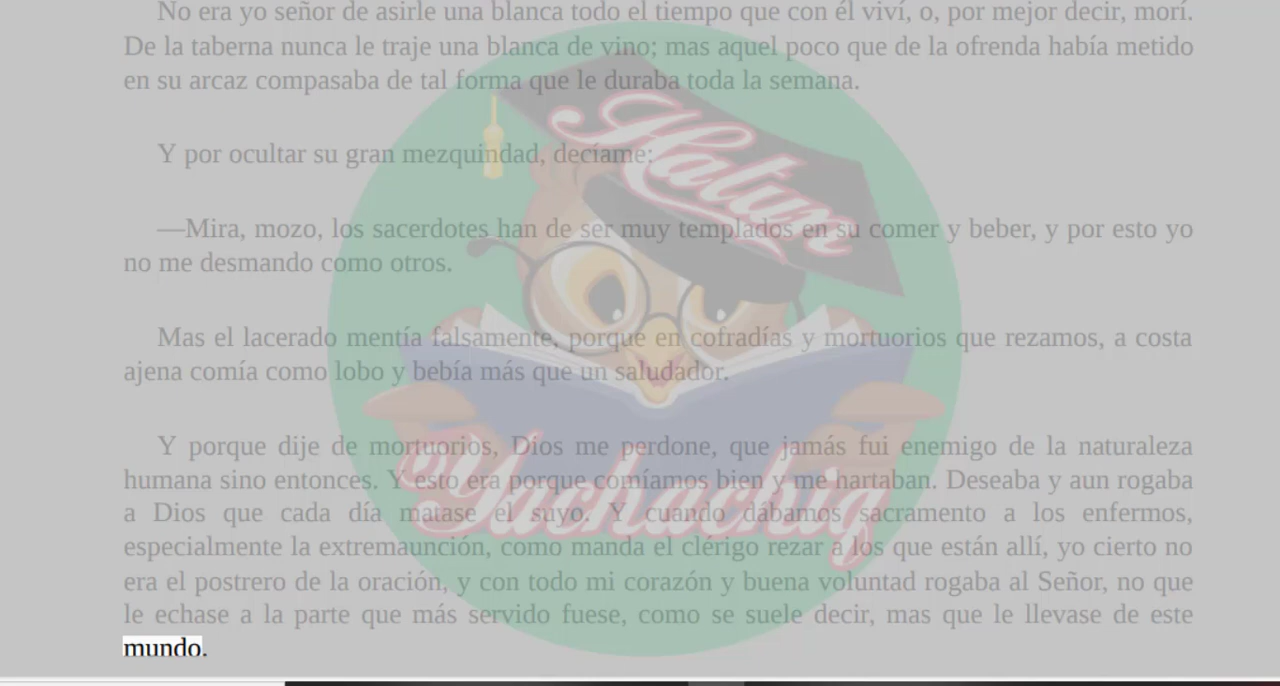 No era yo señor de asirle una blanca todo el tiempo que con él viví, o, por mejor decir, morí.
De la taberna nunca le traje una blanca de vino; mas aquel poco que de la ofrenda había metido
en su arcaz compasaba de tal forma que le duraba toda la semana.
Y por ocultar su gran mezquindad, decíame:
—Mira, mozo, los sacerdotes han de ser muy templados en su comer y beber, y por esto yo
no me desmando como otros.
Mas el lacerado mentía falsamente, porque en cofradías y mortuorios que rezamos, a costa
ajena comía como lobo y bebía más que un saludador.
Y porque dije de mortuorios, Dios me perdone, que jamás fui enemigo de la naturaleza
humana sino entonces. Y esto era porque comíamos bien y me hartaban. Deseaba y aun rogaba
a Dios que cada día matase el suyo. Y cuando dábamos sacramento a los enfermos,
especialmente la extremaunción, como manda el clérigo rezar a los que están allí, yo cierto no
era el postrero de la oración, y con todo mi corazón y buena voluntad rogaba al Señor, no que
le echase a la parte que más servido fuese, como se suele decir, mas que le llevase de este
mundo.
Hatun
Yachachiq